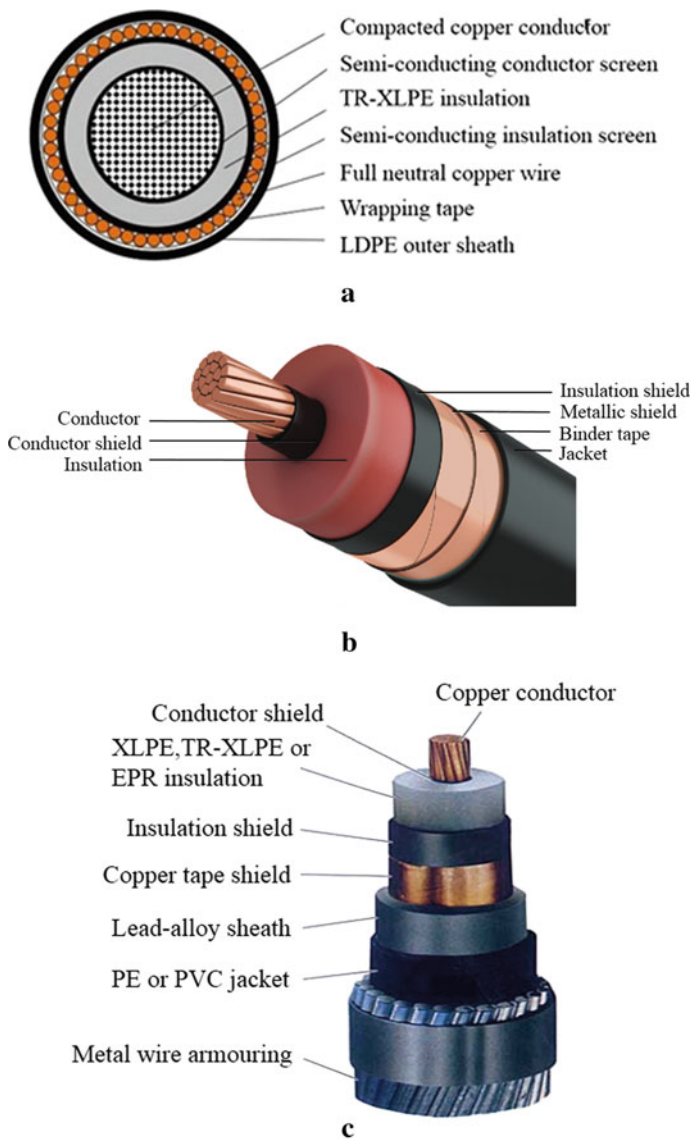 Compacted copper conductor
Semi-conducting conductor screen
TR-XLPE insulation
Semi-conducting insulation screen
Full neutral copper wire
Wrapping tape
LDPE outer sheath
a
Conductor
Conductor shield
Insulation
Insulation shield
Metallic shield
Binder tape
Jacket
b
Copper conductor
Conductor shield
XLPE,TR-XLPE or
EPR insulation
Insulation shield
Copper tape shield
Lead-alloy sheath
PE or PVC jacket
Metal wire armouring
c